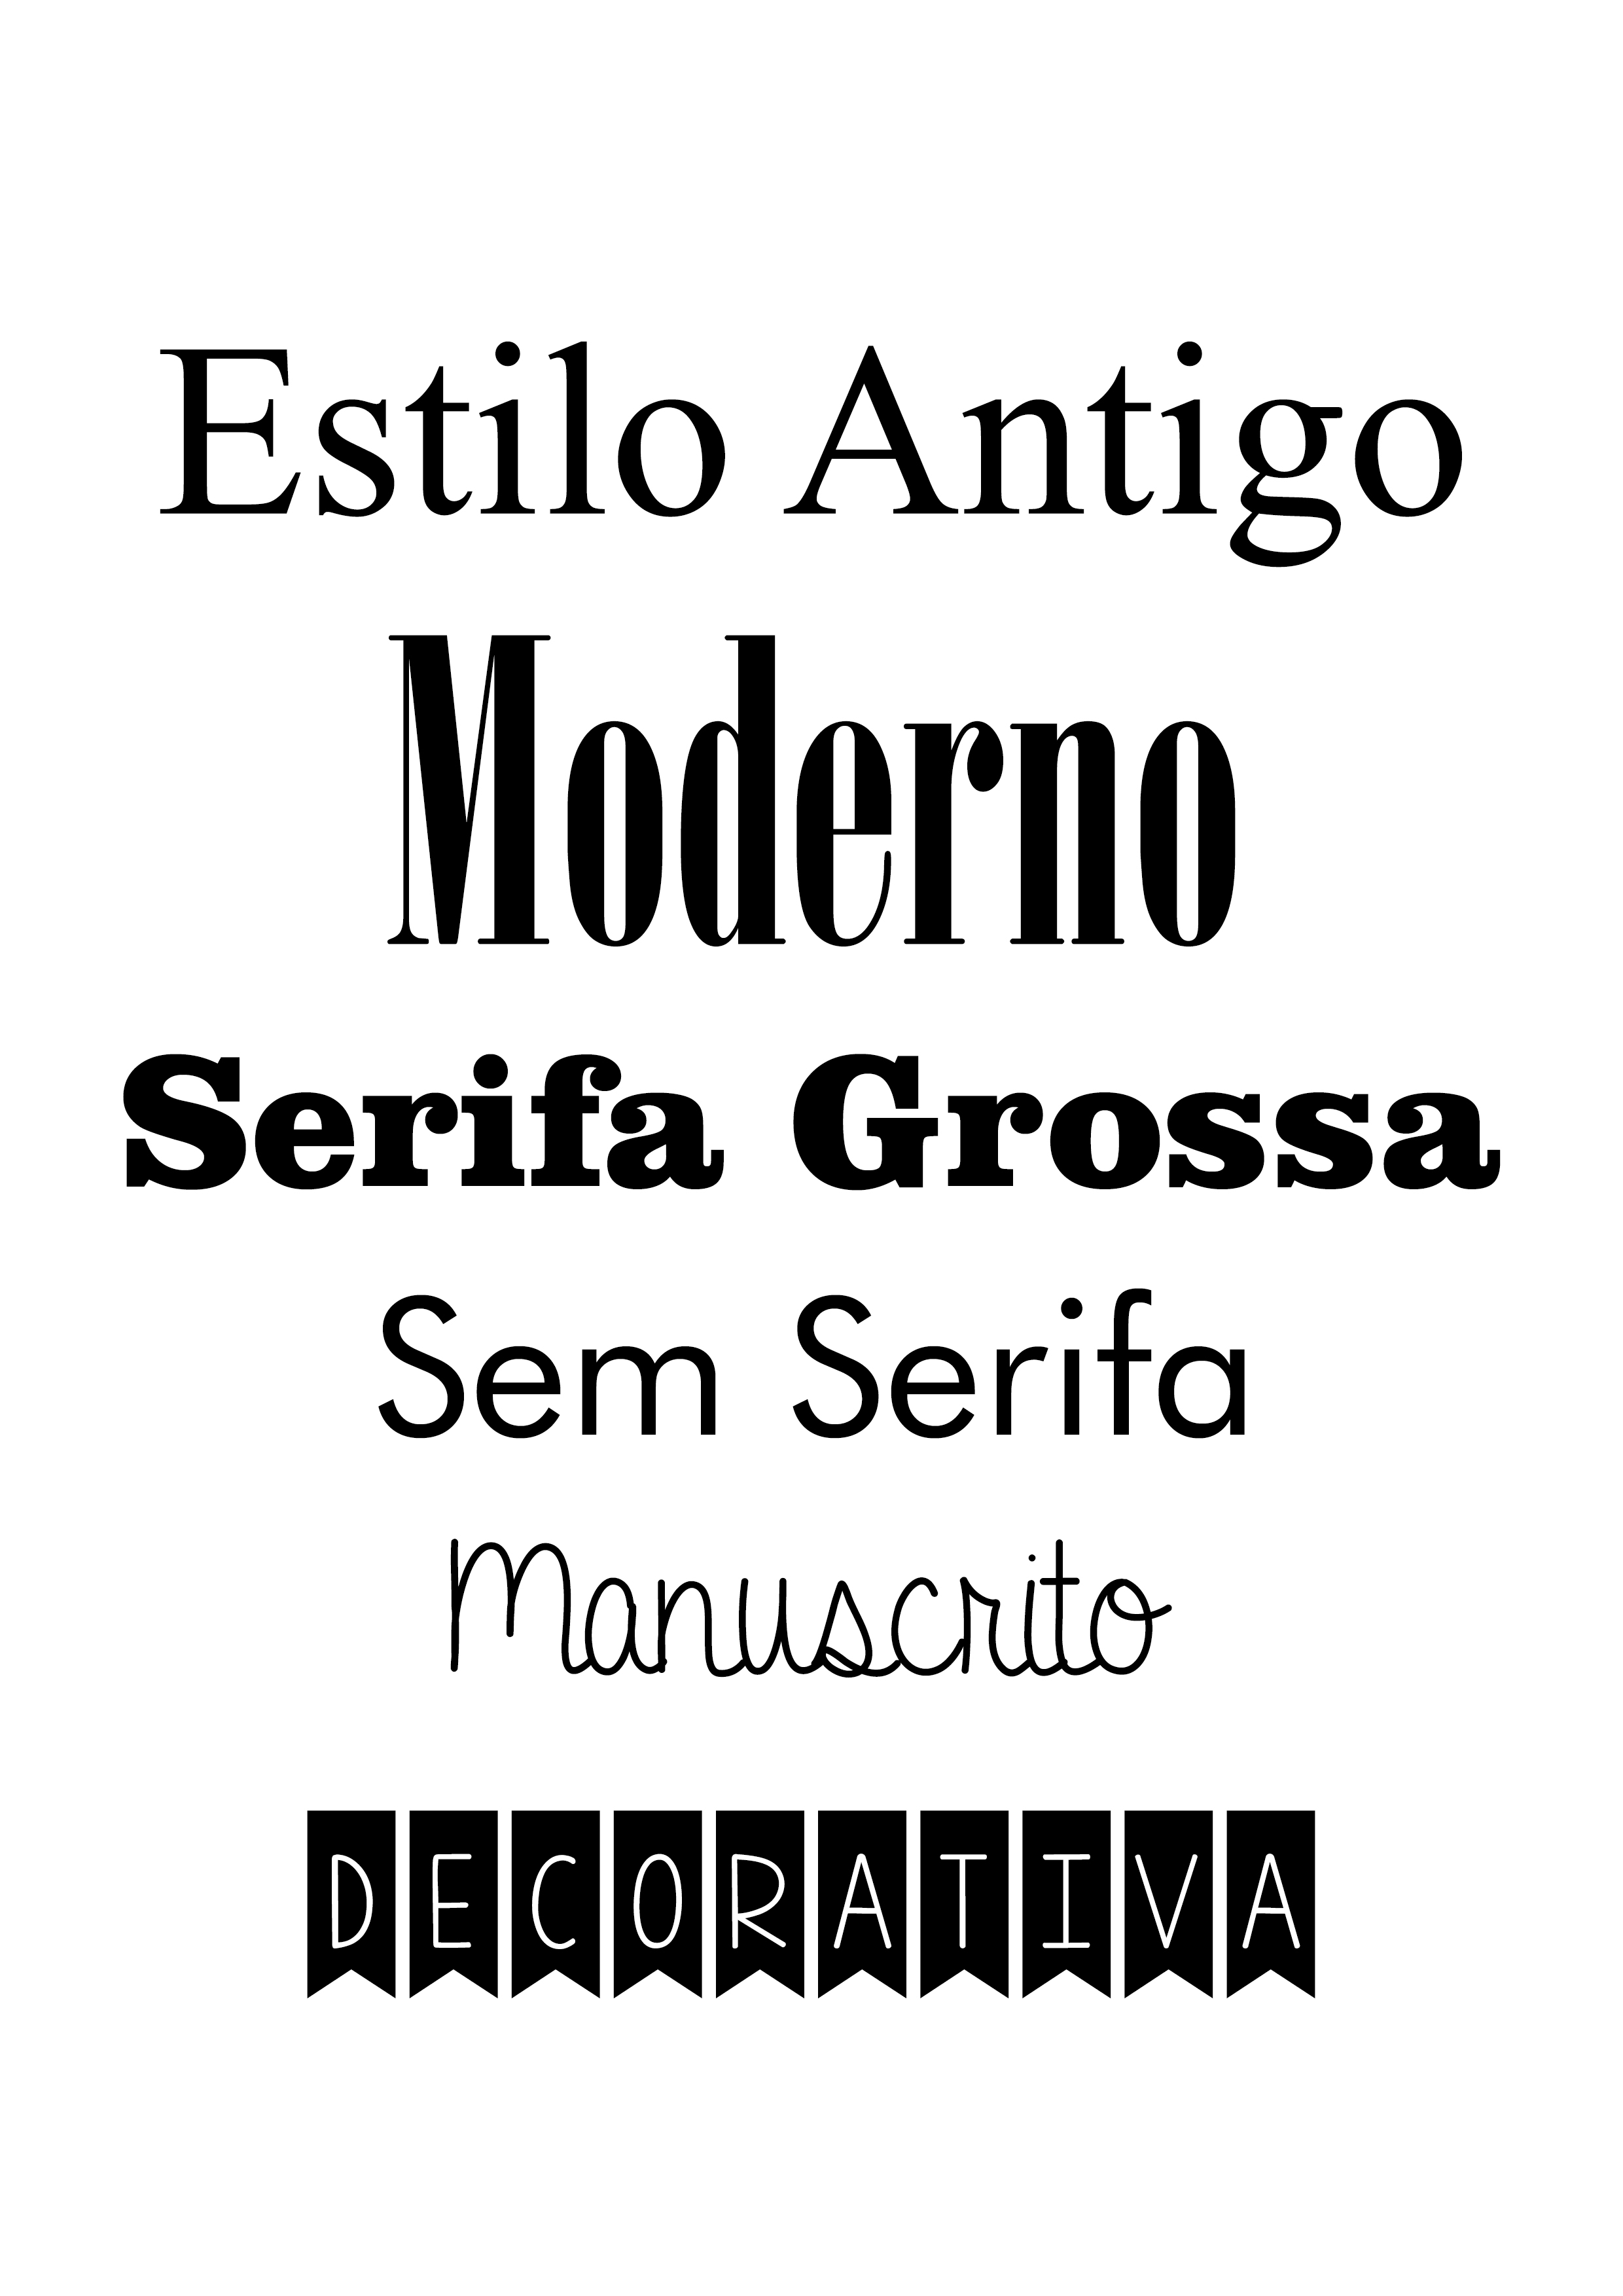 Estilo Antigo
Moderno
Serifa Grossa
Sem Serifa
Manuscrito
DECORATIVA